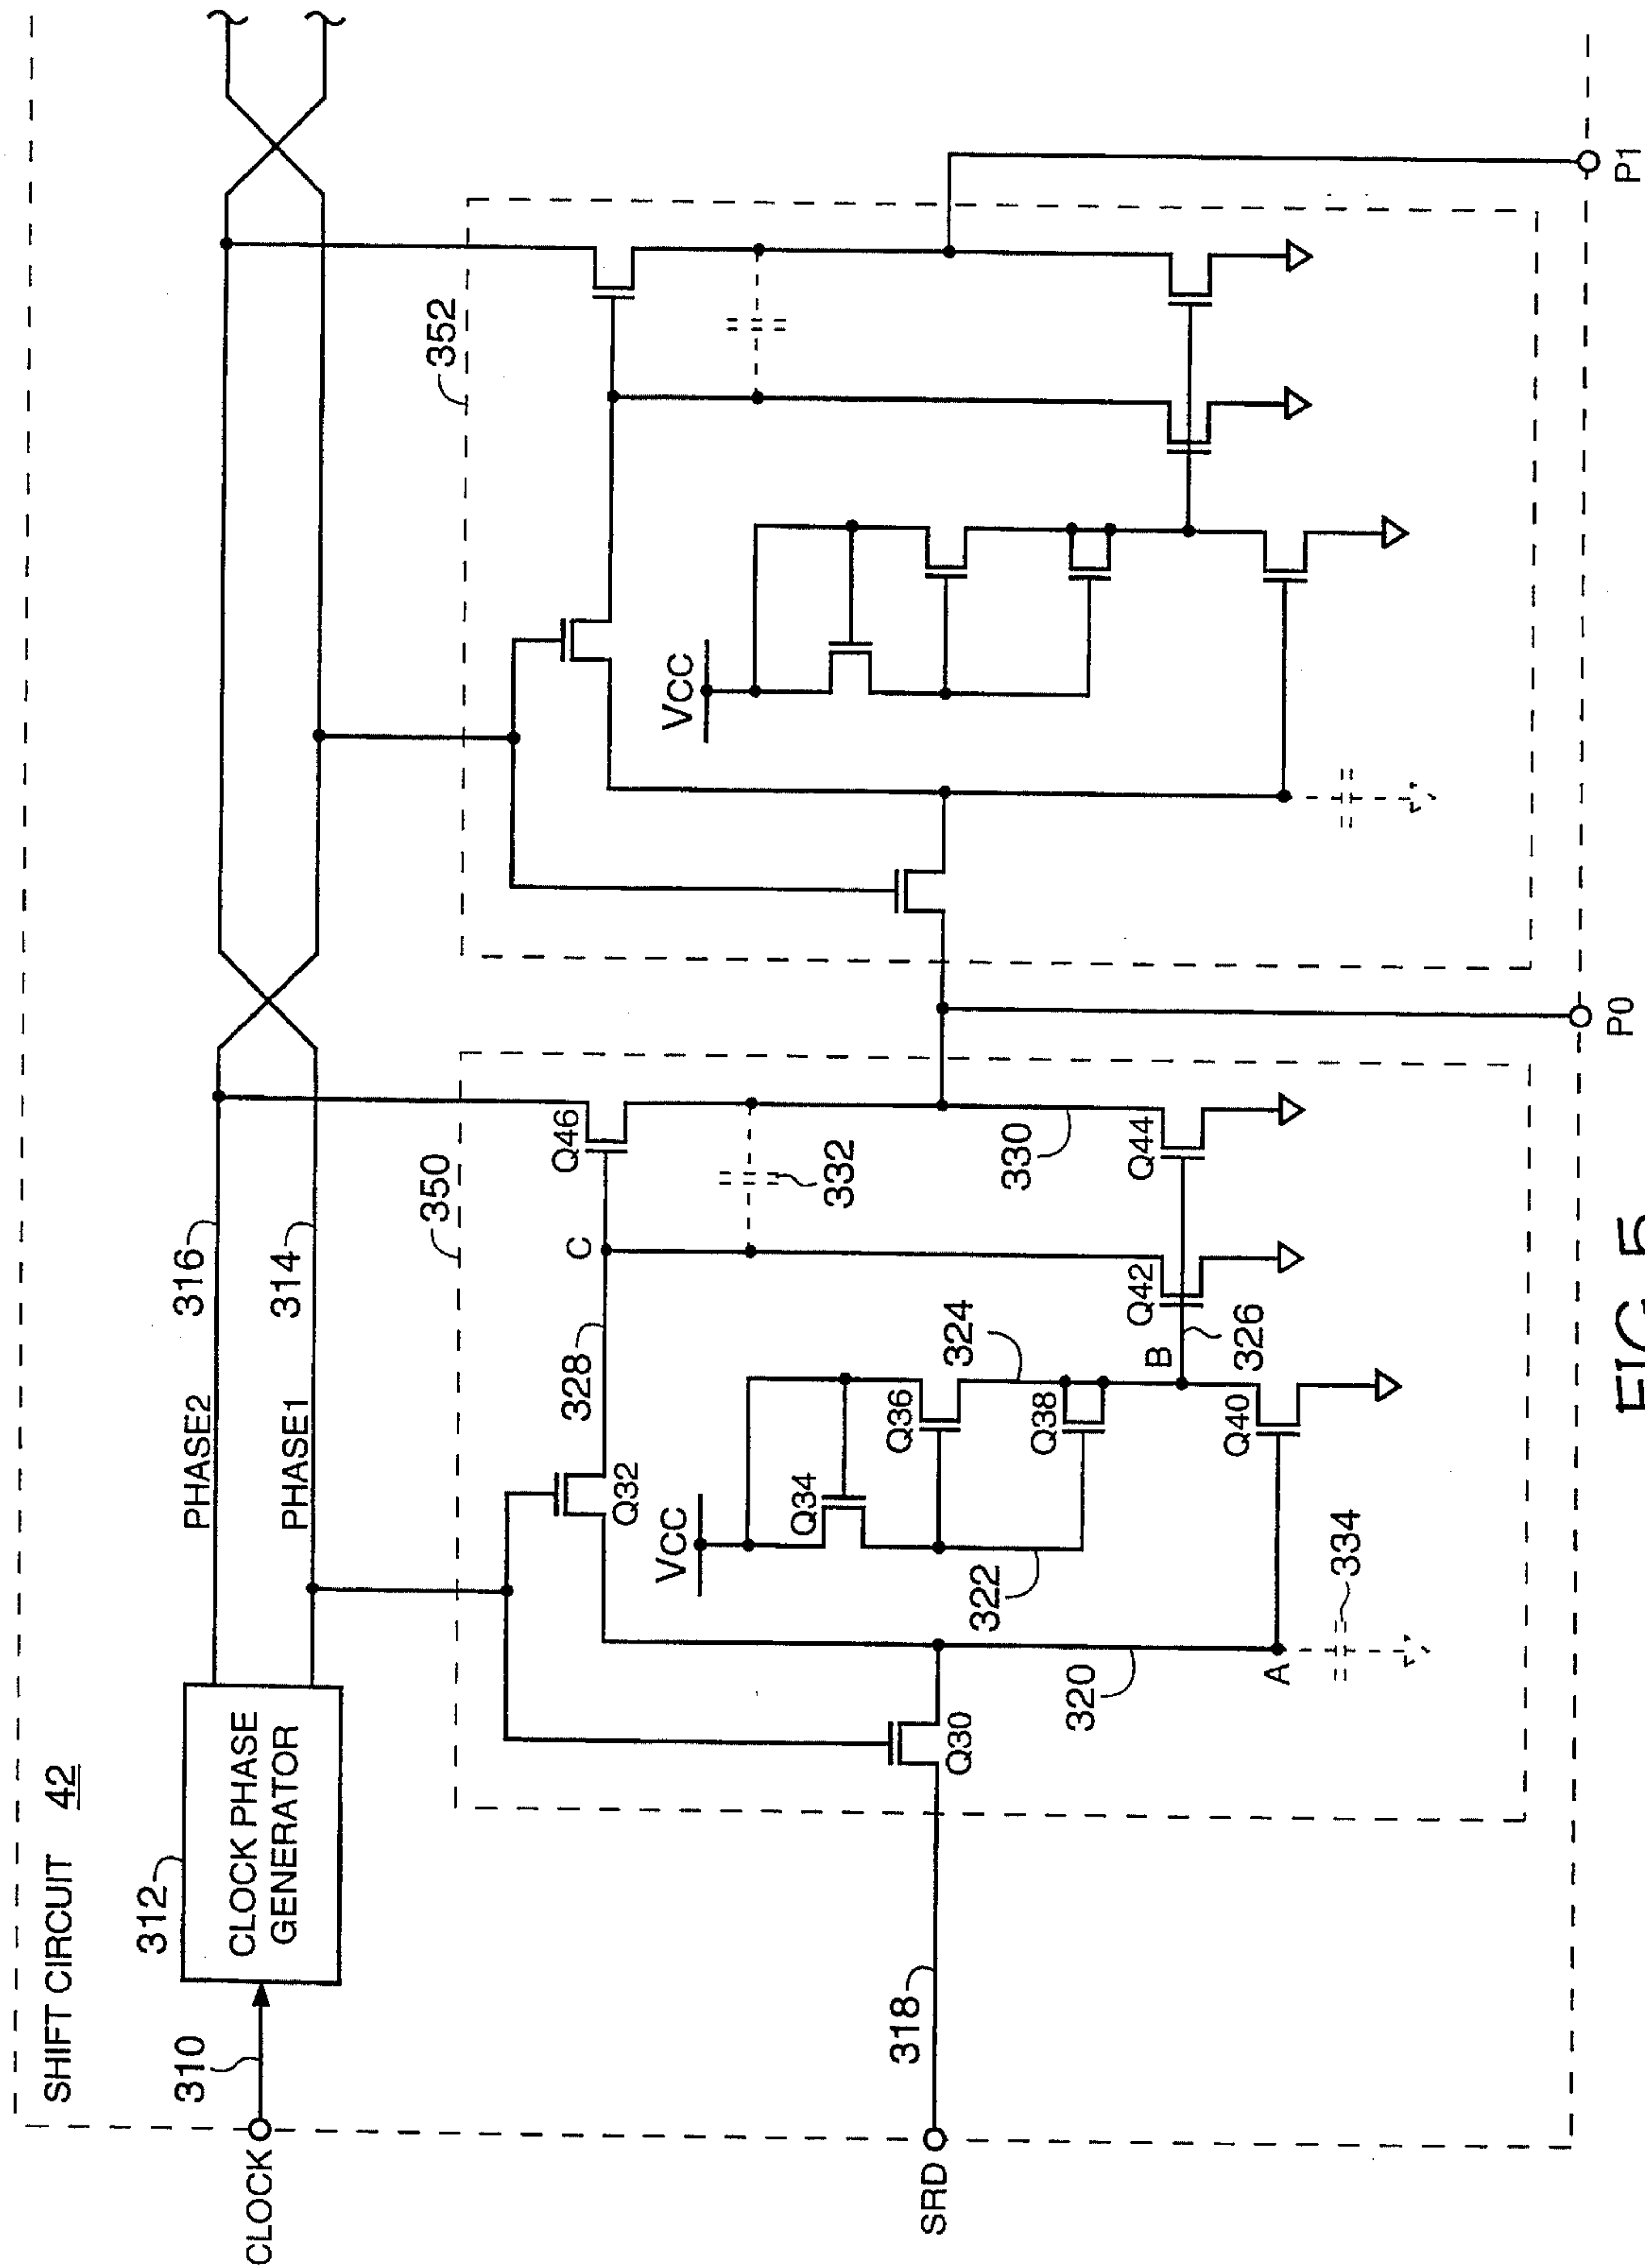 SHIFT CIRCUIT 42
CLOCK
310
312
CLOCK PHASE
GENERATOR
PHASE2
316
PHASE1
314
350
352
SRD
318
Q30
Q32
328
C
Q46
VCC
Q34
Q36
324
322
320
A
334
Q38
B
326
Q40
Q42
Q44
332
330
VCC
P0
P1
FIG 5